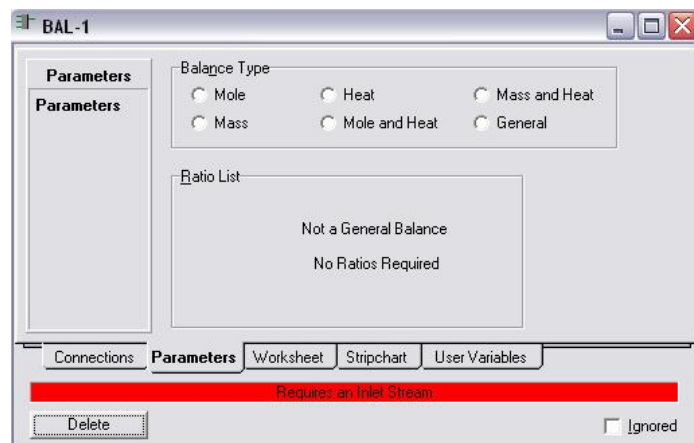 BAL-1
Parameters
Parameters
Balance Type
Mole
Heat
Mass and Heat
Mass
Mole and Heat
General
Ratio List
Not a General Balance
No Ratios Required
Connections
Parameters
Worksheet
Stripchart
User Variables
Requires an Inlet Stream
Delete
Ignored